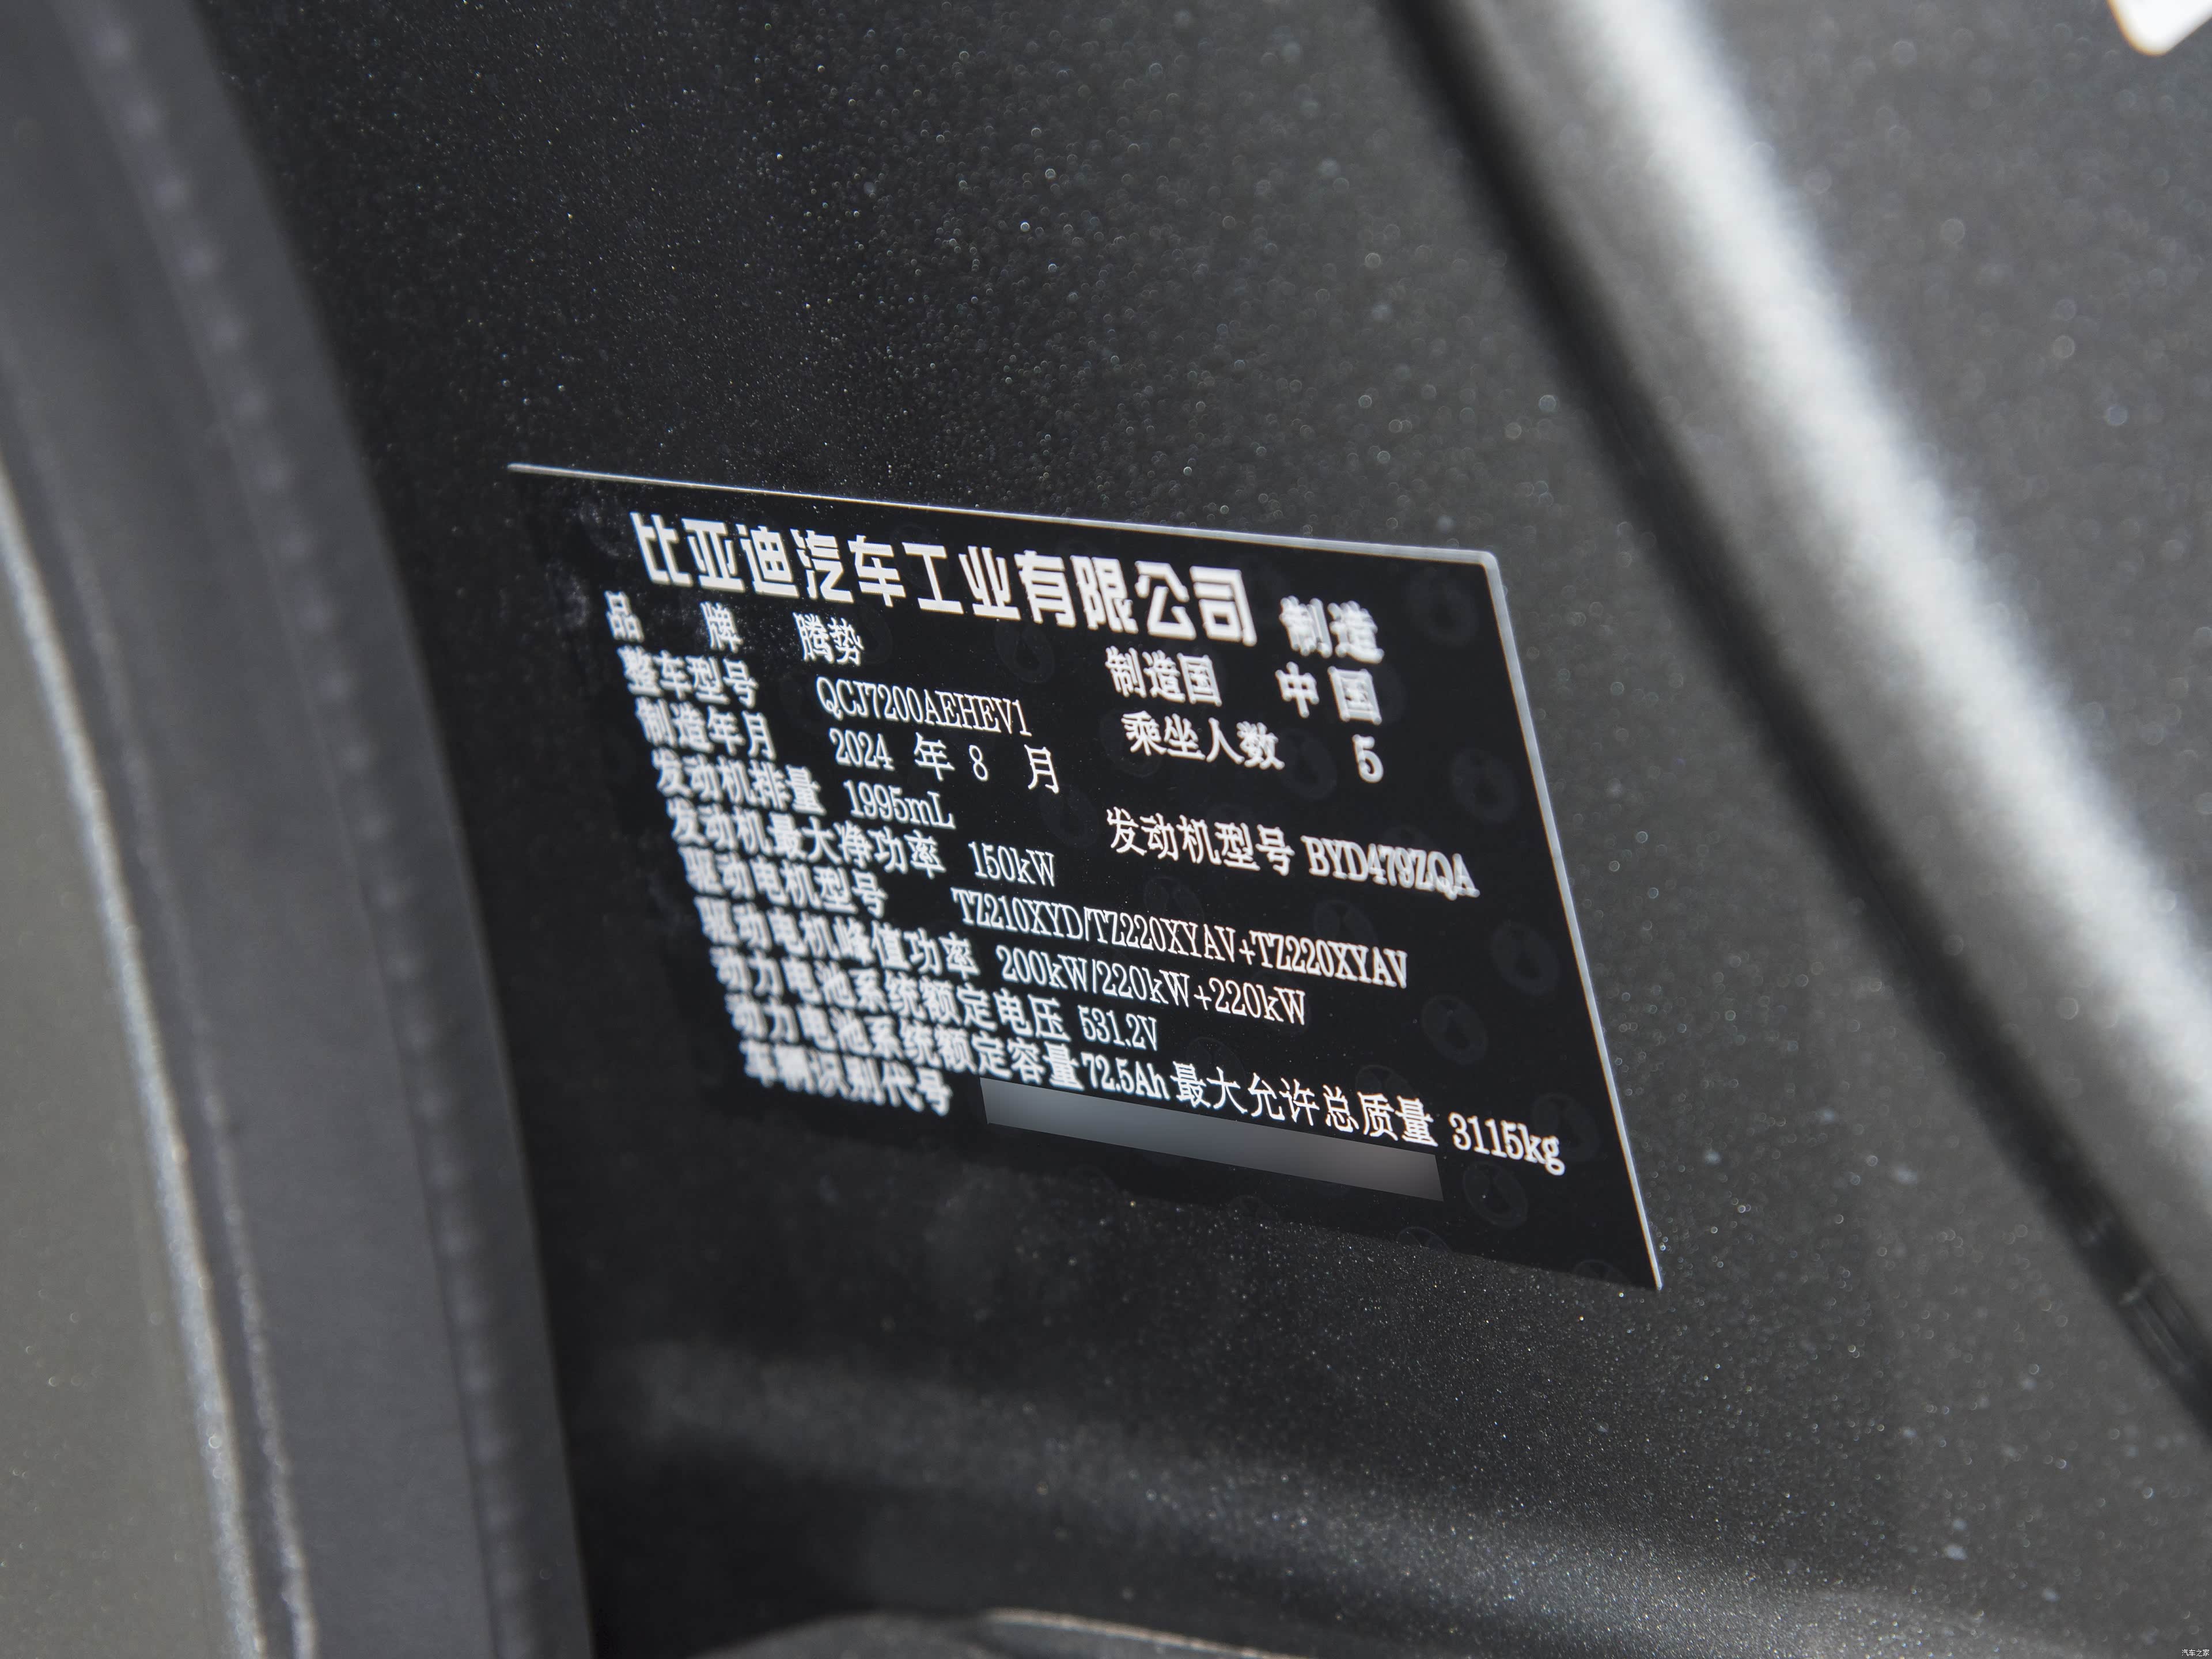 比亚迪汽车工业有限公司 制造
品 牌 腾势 制造国 中国
整车型号 QCJ7200AEHEV1 乘坐人数 5
制造年月 2024 年 8 月
发动机排量 1995mL 发动机型号 BYD479ZQA
发动机最大净功率 150kW
驱动电机型号 TZ210XYD/TZ220XYAV+TZ220XYAV
驱动电机峰值功率 200kW/220kW+220kW
动力电池系统额定电压 531.2V
动力电池系统额定容量 72.5Ah 最大允许总质量 3115kg
车辆识别代号
汽车之家